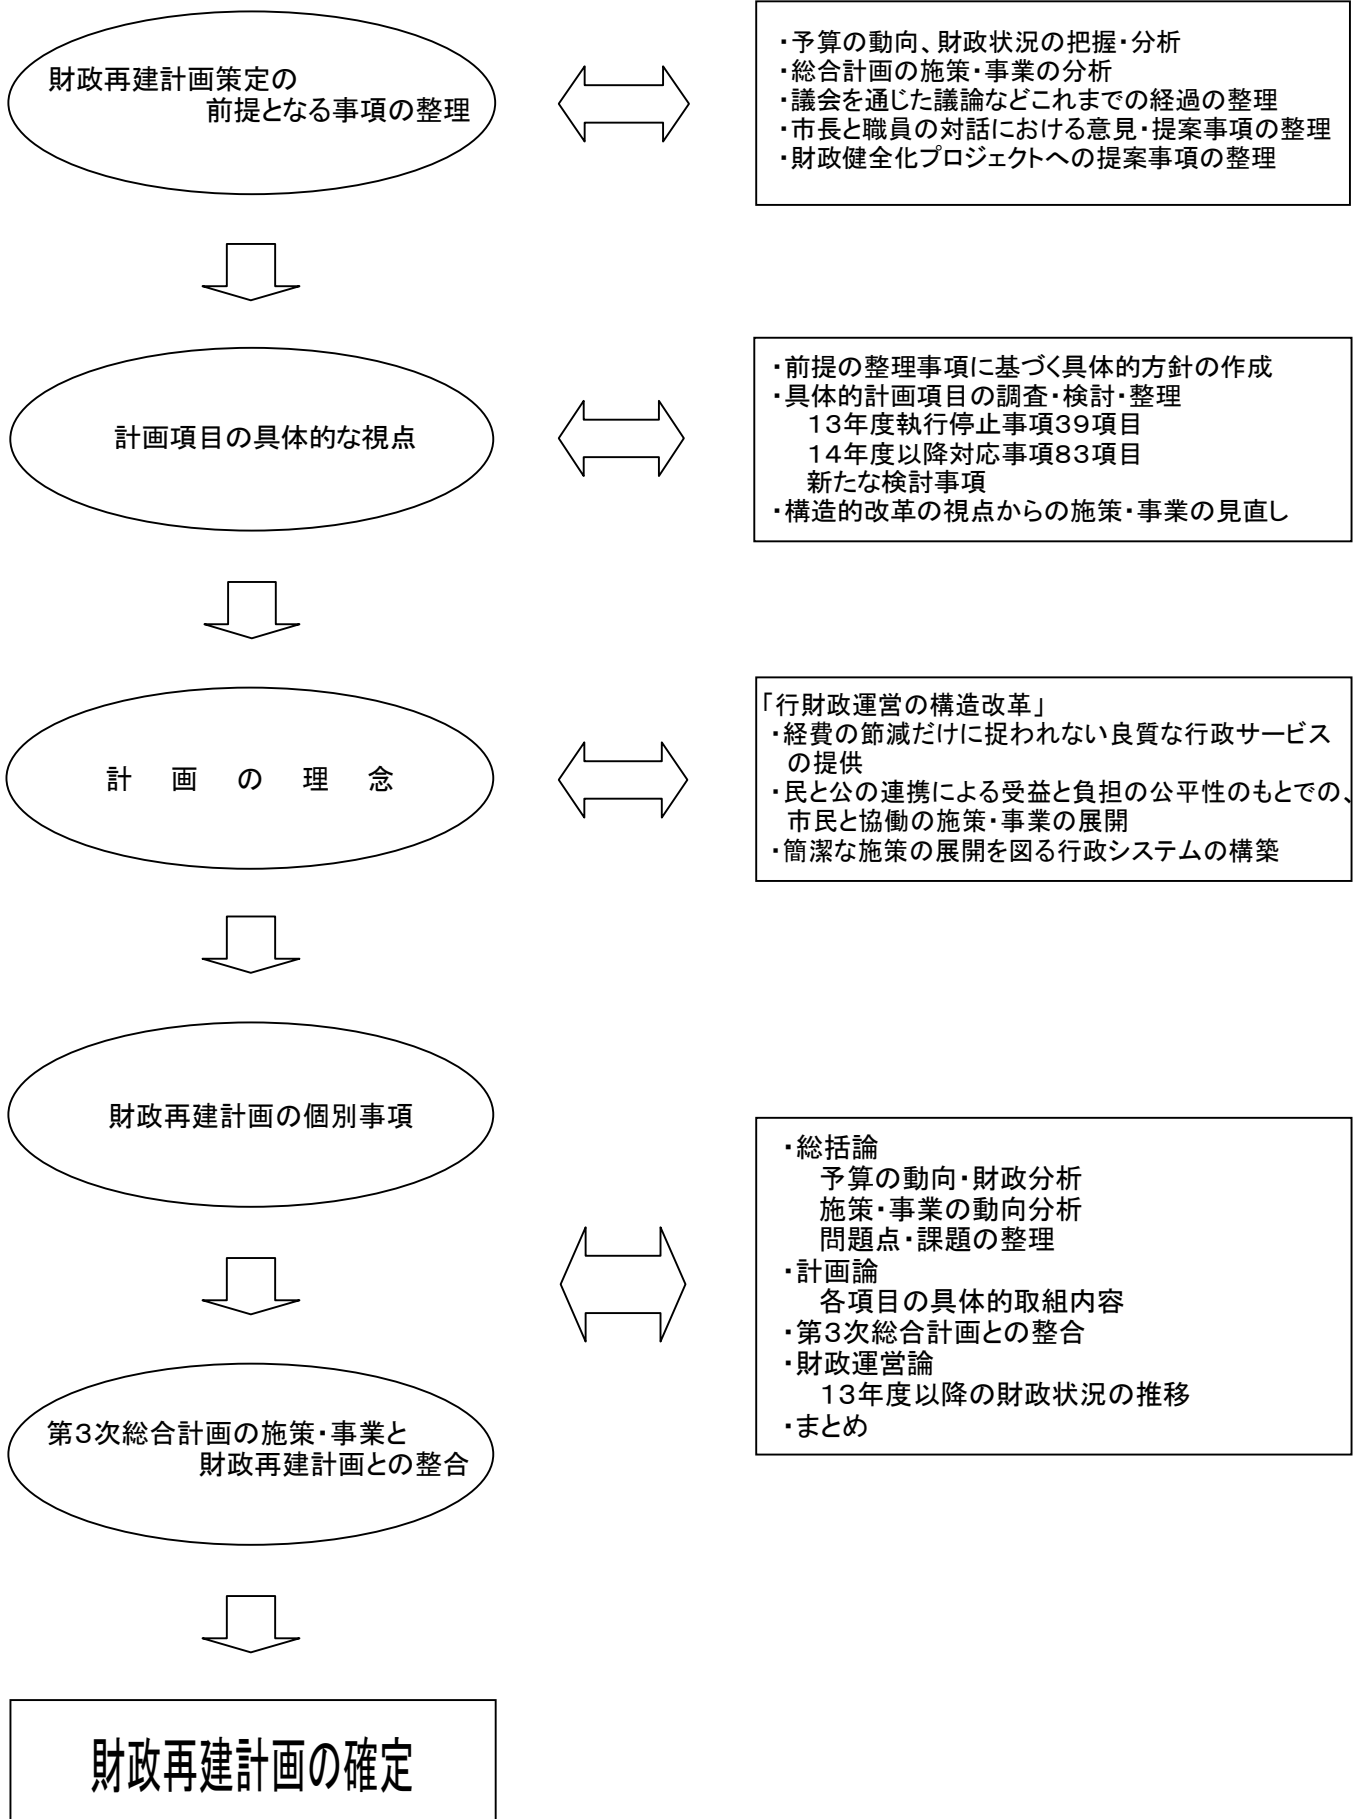 財政再建計画策定の
前提となる事項の整理
・予算の動向、財政状況の把握・分析
・総合計画の施策・事業の分析
・議会を通じた議論などこれまでの経過の整理
・市長と職員の対話における意見・提案事項の整理
・財政健全化プロジェクトへの提案事項の整理
計画項目の具体的な視点
・前提の整理事項に基づく具体的方針の作成
・具体的計画項目の調査・検討・整理
１３年度執行停止事項３９項目
１４年度以降対応事項８３項目
新たな検討事項
・構造的改革の視点からの施策・事業の見直し
計　画　の　理　念
「行財政運営の構造改革」
・経費の節減だけに捉われない良質な行政サービス
の提供
・民と公の連携による受益と負担の公平性のもとでの、
市民と協働の施策・事業の展開
・簡潔な施策の展開を図る行政システムの構築
財政再建計画の個別事項
第３次総合計画の施策・事業と
財政再建計画との整合
・総括論
予算の動向・財政分析
施策・事業の動向分析
問題点・課題の整理
・計画論
各項目の具体的取組内容
・第３次総合計画との整合
・財政運営論
１３年度以降の財政状況の推移
・まとめ
財政再建計画の確定